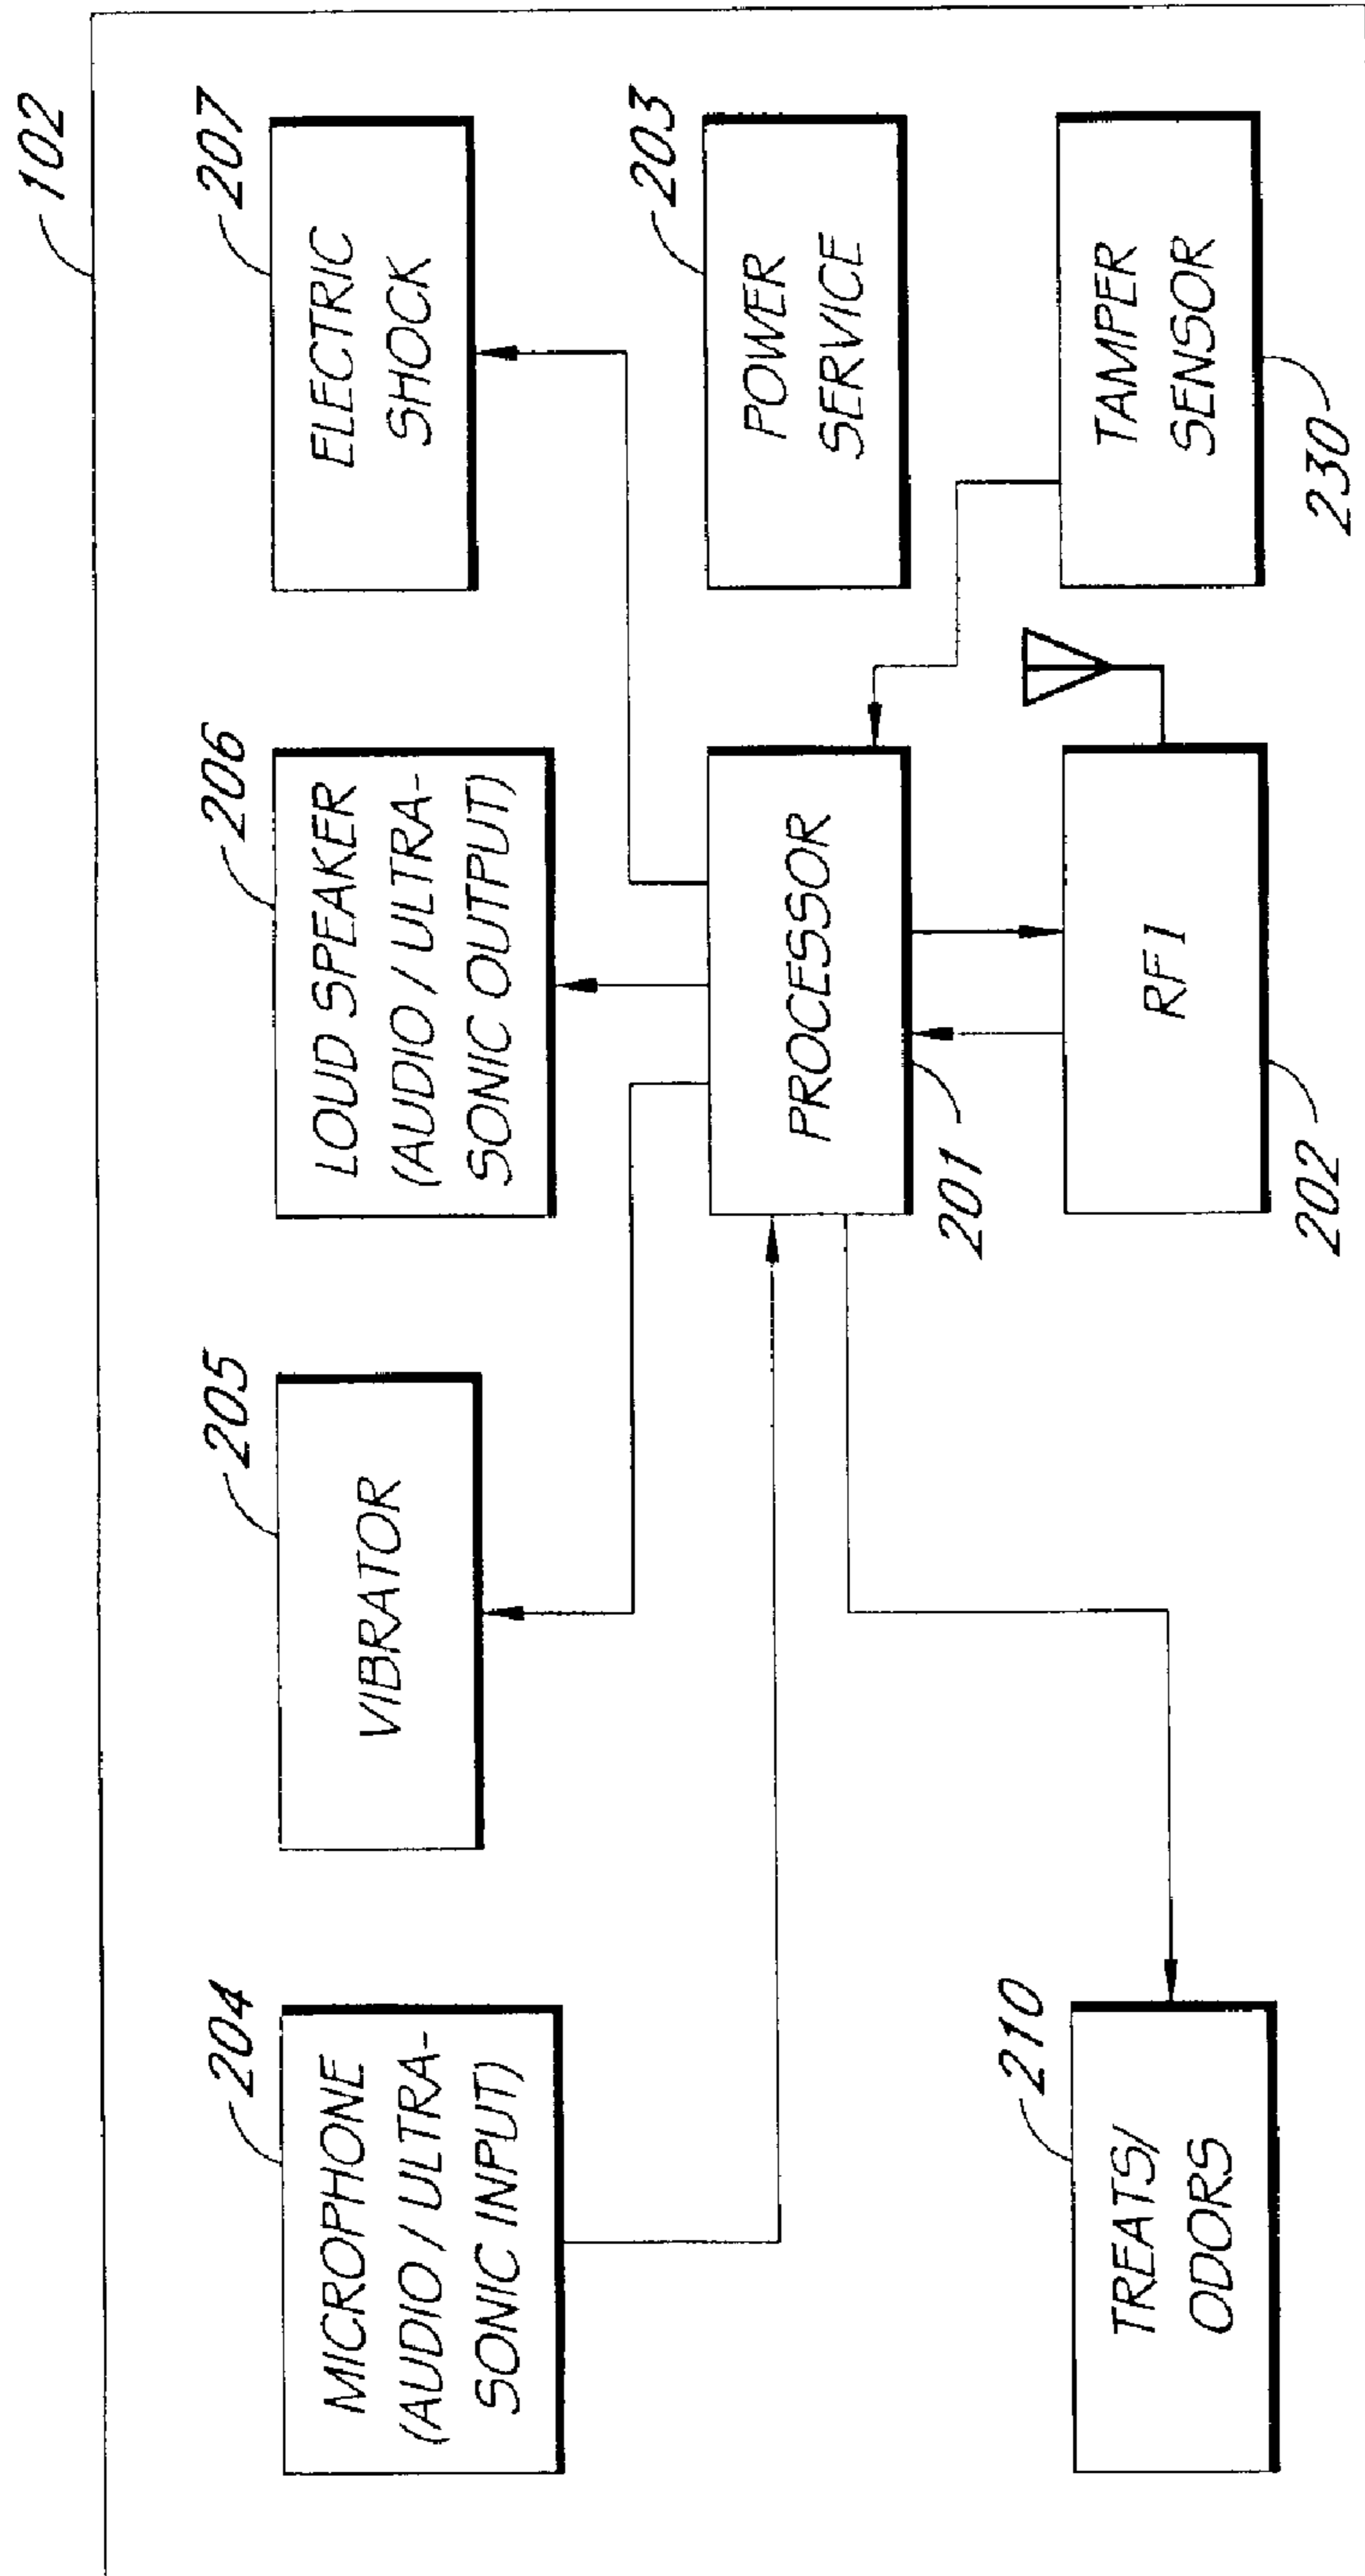 102
204
MICROPHONE
(AUDIO / ULTRA-
SONIC INPUT)
205
VIBRATOR
206
LOUD SPEAKER
(AUDIO / ULTRA-
SONIC OUTPUT)
207
ELECTRIC
SHOCK
PROCESSOR
201
203
POWER
SERVICE
210
TREATS/
ODORS
RF1
202
TAMPER
SENSOR
230